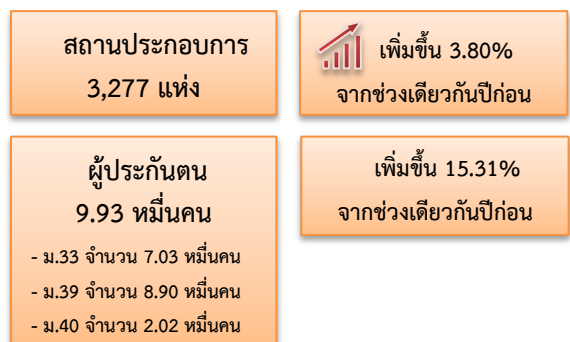 สถานประกอบการ
3,277 แห่ง
เพิ่มขึ้น 3.80%
จากช่วงเดียวกันปีก่อน
ผู้ประกันตน
9.93 หมื่นคน
- ม.33 จำนวน 7.03 หมื่นคน
- ม.39 จำนวน 8.90 หมื่นคน
- ม.40 จำนวน 2.02 หมื่นคน
เพิ่มขึ้น 15.31%
จากช่วงเดียวกันปีก่อน